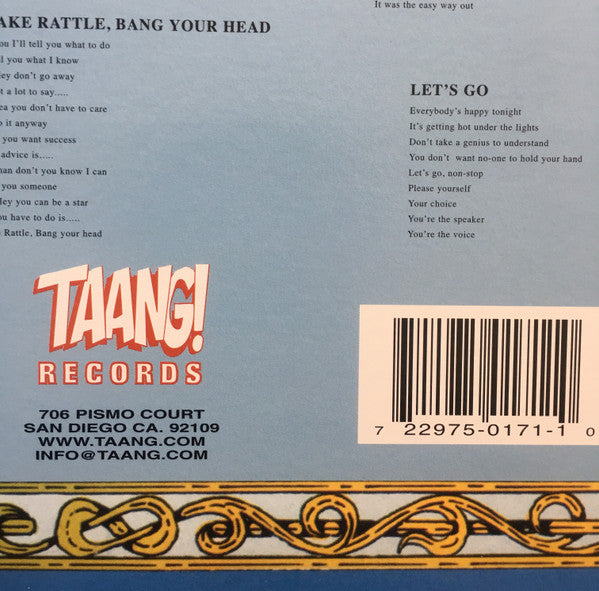 It was the easy way out
AKE RATTLE, BANG YOUR HEAD
ou I'll tell you what to do
ll you what I know
ey don't go away
t a lot to say.....
ea you don't have to care
o it anyway
you want success
advice is.....
man don't you know I can
you someone
Hey you can be a star
ou have to do is.....
Rattle, Bang your head
LET'S GO
Everybody's happy tonight
It's getting hot under the lights
Don't take a genius to understand
You don't want no-one to hold your hand
Let's go, non-stop
Please yourself
Your choice
You're the speaker
You're the voice
TAANG!
RECORDS
706 PISMO COURT
SAN DIEGO CA. 92109
WWW.TAANG.COM
INFO@TAANG.COM
7 22975-0171-1 0